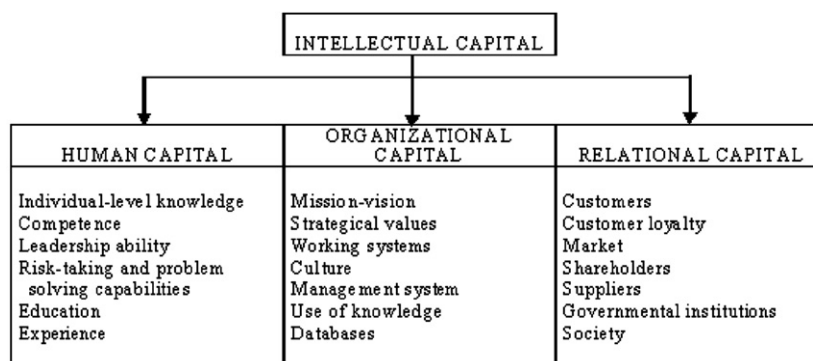 INTELLECTUAL CAPITAL
HUMAN CAPITAL
ORGANIZATIONAL
CAPITAL
RELATIONAL CAPITAL
Individual-level knowledge
Competence
Leadership ability
Risk-taking and problem
solving capabilities
Education
Experience
Mission-vision
Strategical values
Working systems
Culture
Management system
Use of knowledge
Databases
Customers
Customer loyalty
Market
Shareholders
Suppliers
Governmental institutions
Society